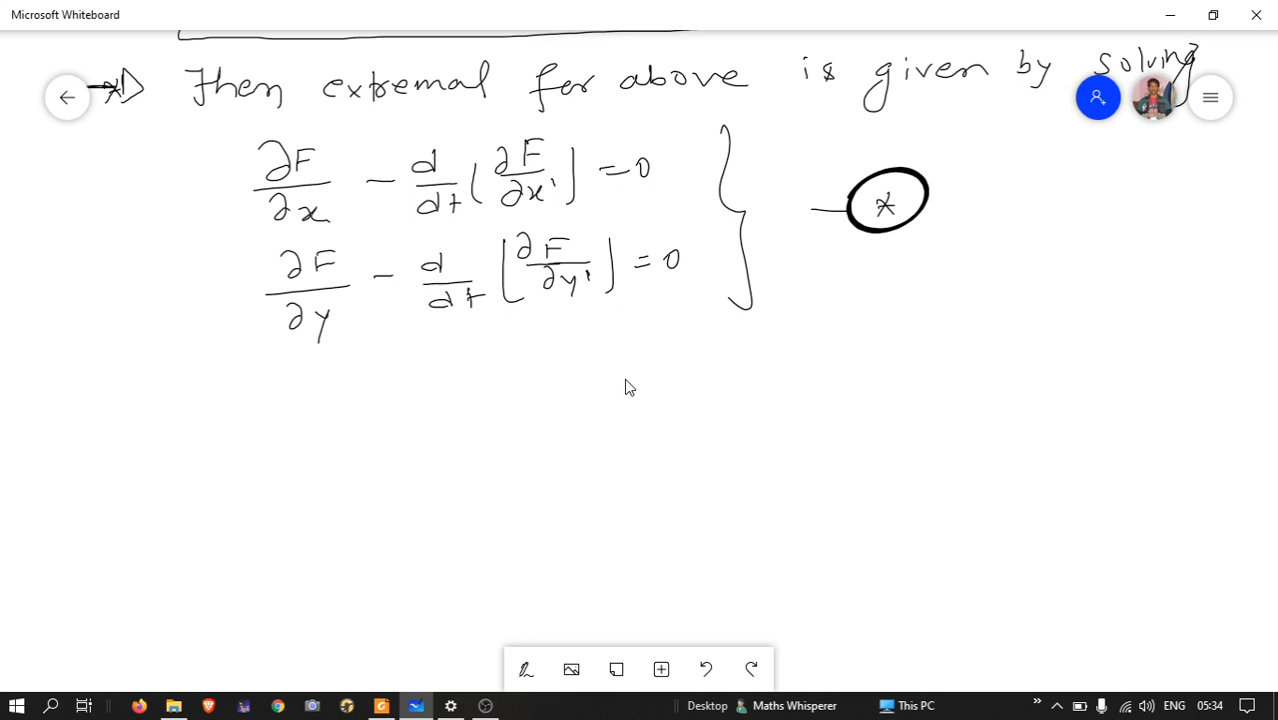 Microsoft Whiteboard
Then extremal for above is given by solving
∂F/∂x - d/dt (∂F/∂x') = 0
*
∂F/∂y - d/dt [∂F/∂y'] = 0
Desktop Maths Whisperer This PC ENG 05:34